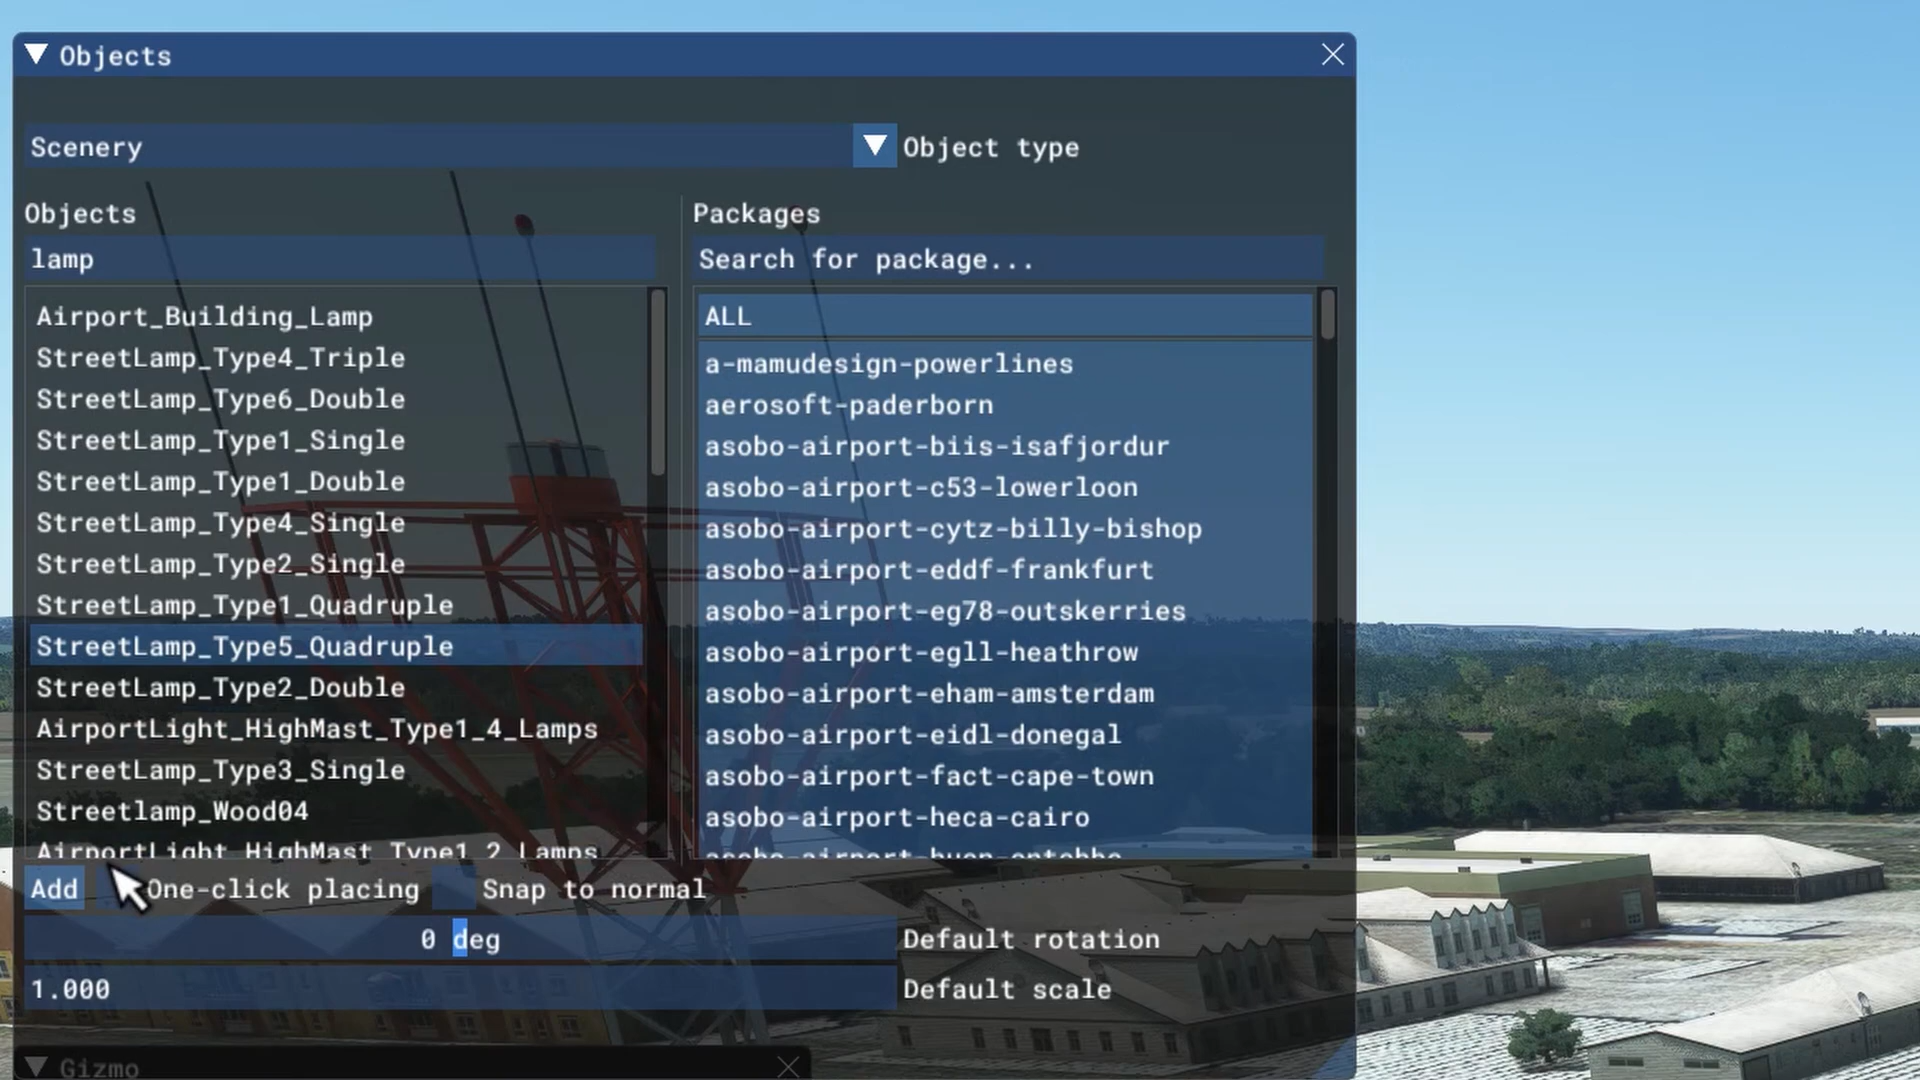 Objects
Scenery
Object type
Objects
lamp
Airport_Building_Lamp
StreetLamp_Type4_Triple
StreetLamp_Type6_Double
StreetLamp_Type1_Single
StreetLamp_Type1_Double
StreetLamp_Type4_Single
StreetLamp_Type2_Single
StreetLamp_Type1_Quadruple
StreetLamp_Type5_Quadruple
StreetLamp_Type2_Double
AirportLight_HighMast_Type1_4_Lamps
StreetLamp_Type3_Single
Streetlamp_Wood04
AirportLight_HighMast_Type1_2_Lamps
Packages
Search for package...
ALL
a-mamudesign-powerlines
aerosoft-paderborn
asobo-airport-biis-isafjordur
asobo-airport-c53-lowerloon
asobo-airport-cytz-billy-bishop
asobo-airport-eddf-frankfurt
asobo-airport-eg78-outskerries
asobo-airport-egll-heathrow
asobo-airport-eham-amsterdam
asobo-airport-eidl-donegal
asobo-airport-fact-cape-town
asobo-airport-heca-cairo
Add One-click placing Snap to normal
0 deg Default rotation
1.000 Default scale
Gizmo